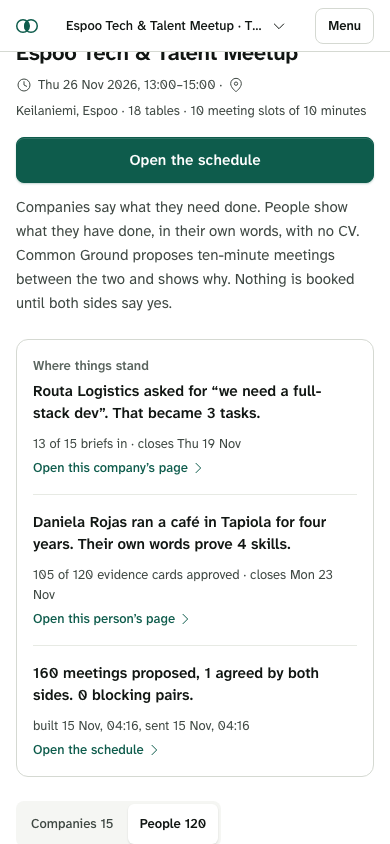 Espoo Tech & Talent Meetup · T...
Menu
Espoo Tech & Talent Meetup
Thu 26 Nov 2026, 13:00–15:00 ·
Keilaniemi, Espoo · 18 tables · 10 meeting slots of 10 minutes
Open the schedule
Companies say what they need done. People show
what they have done, in their own words, with no CV.
Common Ground proposes ten-minute meetings
between the two and shows why. Nothing is booked
until both sides say yes.
Where things stand
Routa Logistics asked for “we need a full-
stack dev”. That became 3 tasks.
13 of 15 briefs in · closes Thu 19 Nov
Open this company’s page
Daniela Rojas ran a café in Tapiola for four
years. Their own words prove 4 skills.
105 of 120 evidence cards approved · closes Mon 23
Nov
Open this person’s page
160 meetings proposed, 1 agreed by both
sides. 0 blocking pairs.
built 15 Nov, 04:16, sent 15 Nov, 04:16
Open the schedule
Companies 15
People 120